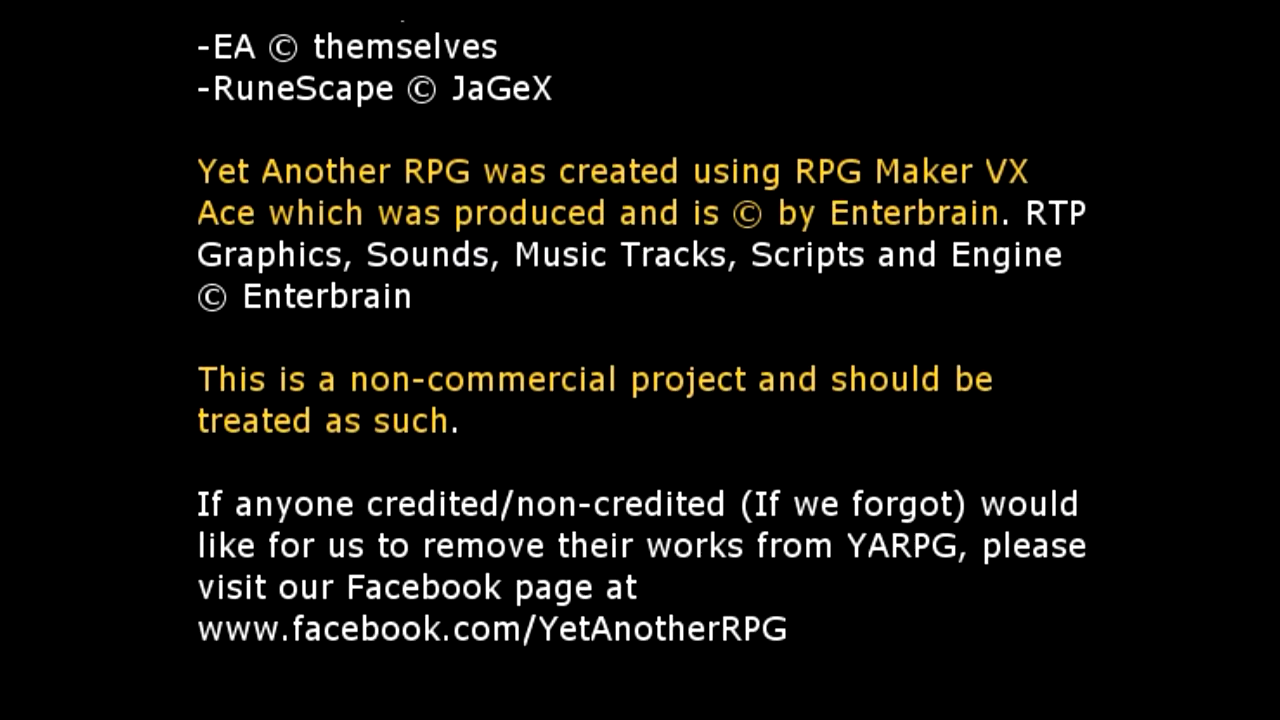 -EA © themselves
-RuneScape © JaGeX
Yet Another RPG was created using RPG Maker VX
Ace which was produced and is © by Enterbrain. RTP
Graphics, Sounds, Music Tracks, Scripts and Engine
© Enterbrain
This is a non-commercial project and should be
treated as such.
If anyone credited/non-credited (If we forgot) would
like for us to remove their works from YARPG, please
visit our Facebook page at
www.facebook.com/YetAnotherRPG